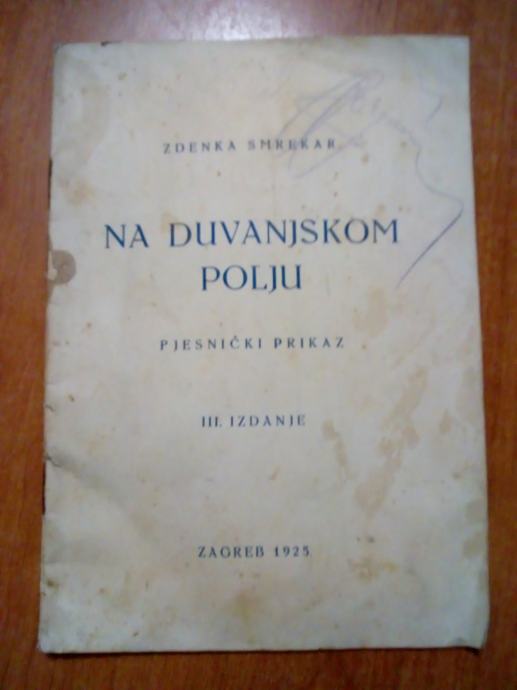 ZDENKA SMREKAR
NA DUVANJSKOM
POLJU
PJESNIČKI PRIKAZ
III. IZDANJE
ZAGREB 1925